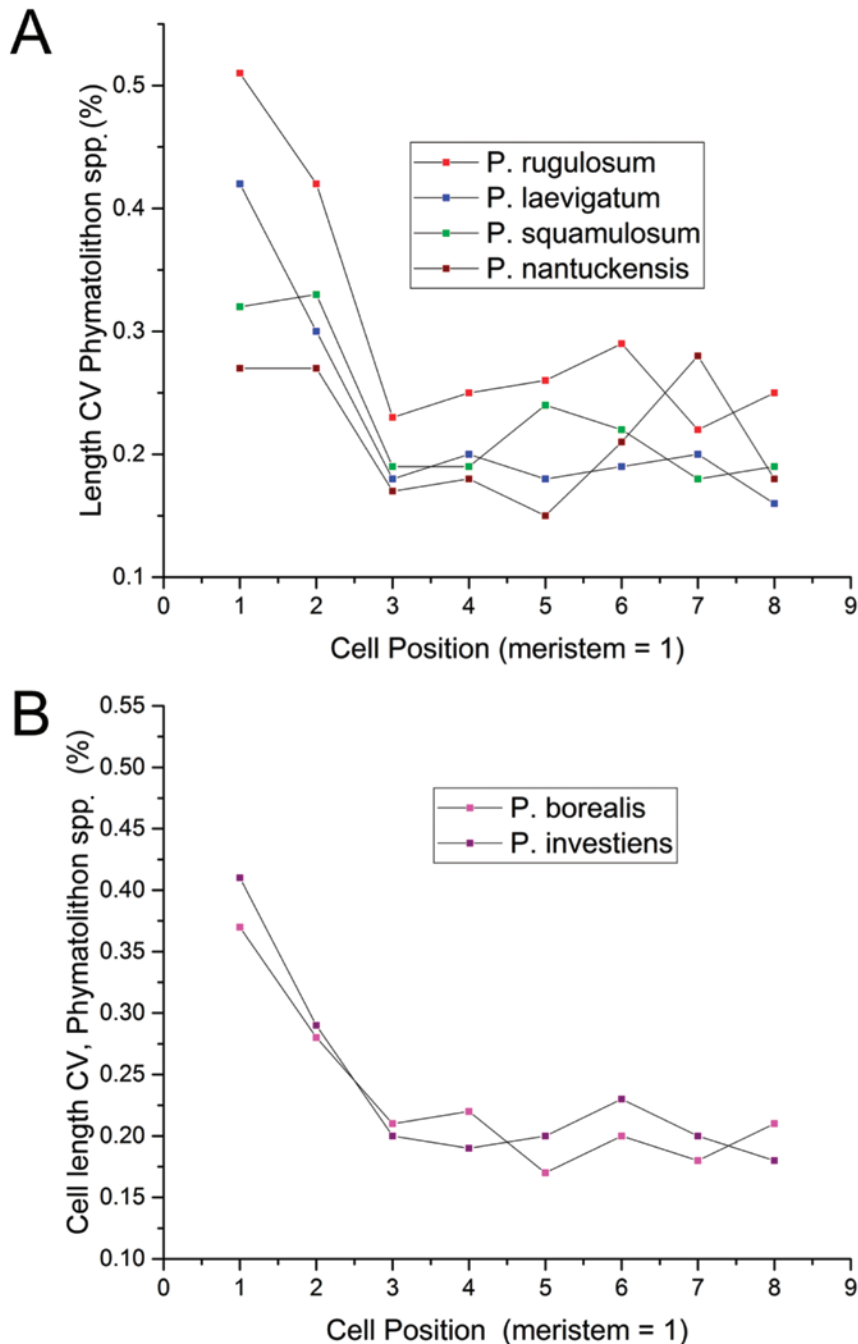 A
Length CV Phymatolithon spp. (%)
0.5
0.4
0.3
0.2
0.1
P. rugulosum
P. laevigatum
P. squamulosum
P. nantuckensis
0 1 2 3 4 5 6 7 8 9
Cell Position (meristem = 1)
B
Cell length CV, Phymatolithon spp. (%)
0.55
0.50
0.45
0.40
0.35
0.30
0.25
0.20
0.15
0.10
P. borealis
P. investiens
0 1 2 3 4 5 6 7 8 9
Cell Position (meristem = 1)